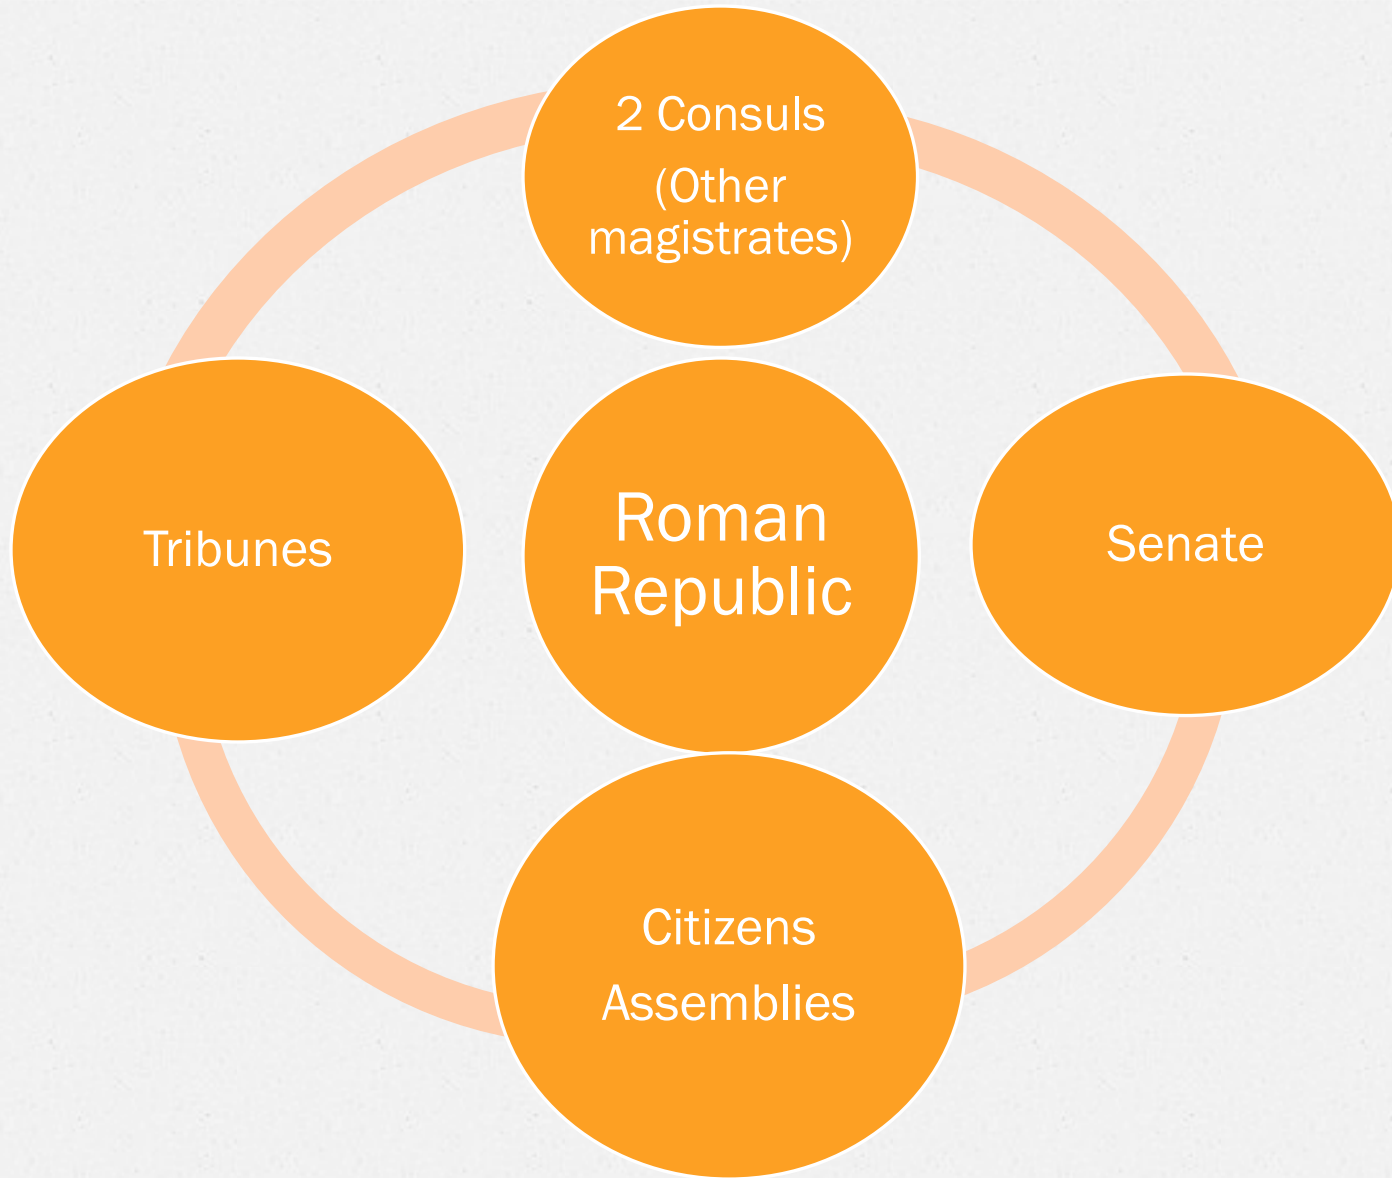 2 Consuls
(Other
magistrates)
Tribunes
Roman
Republic
Senate
Citizens
Assemblies